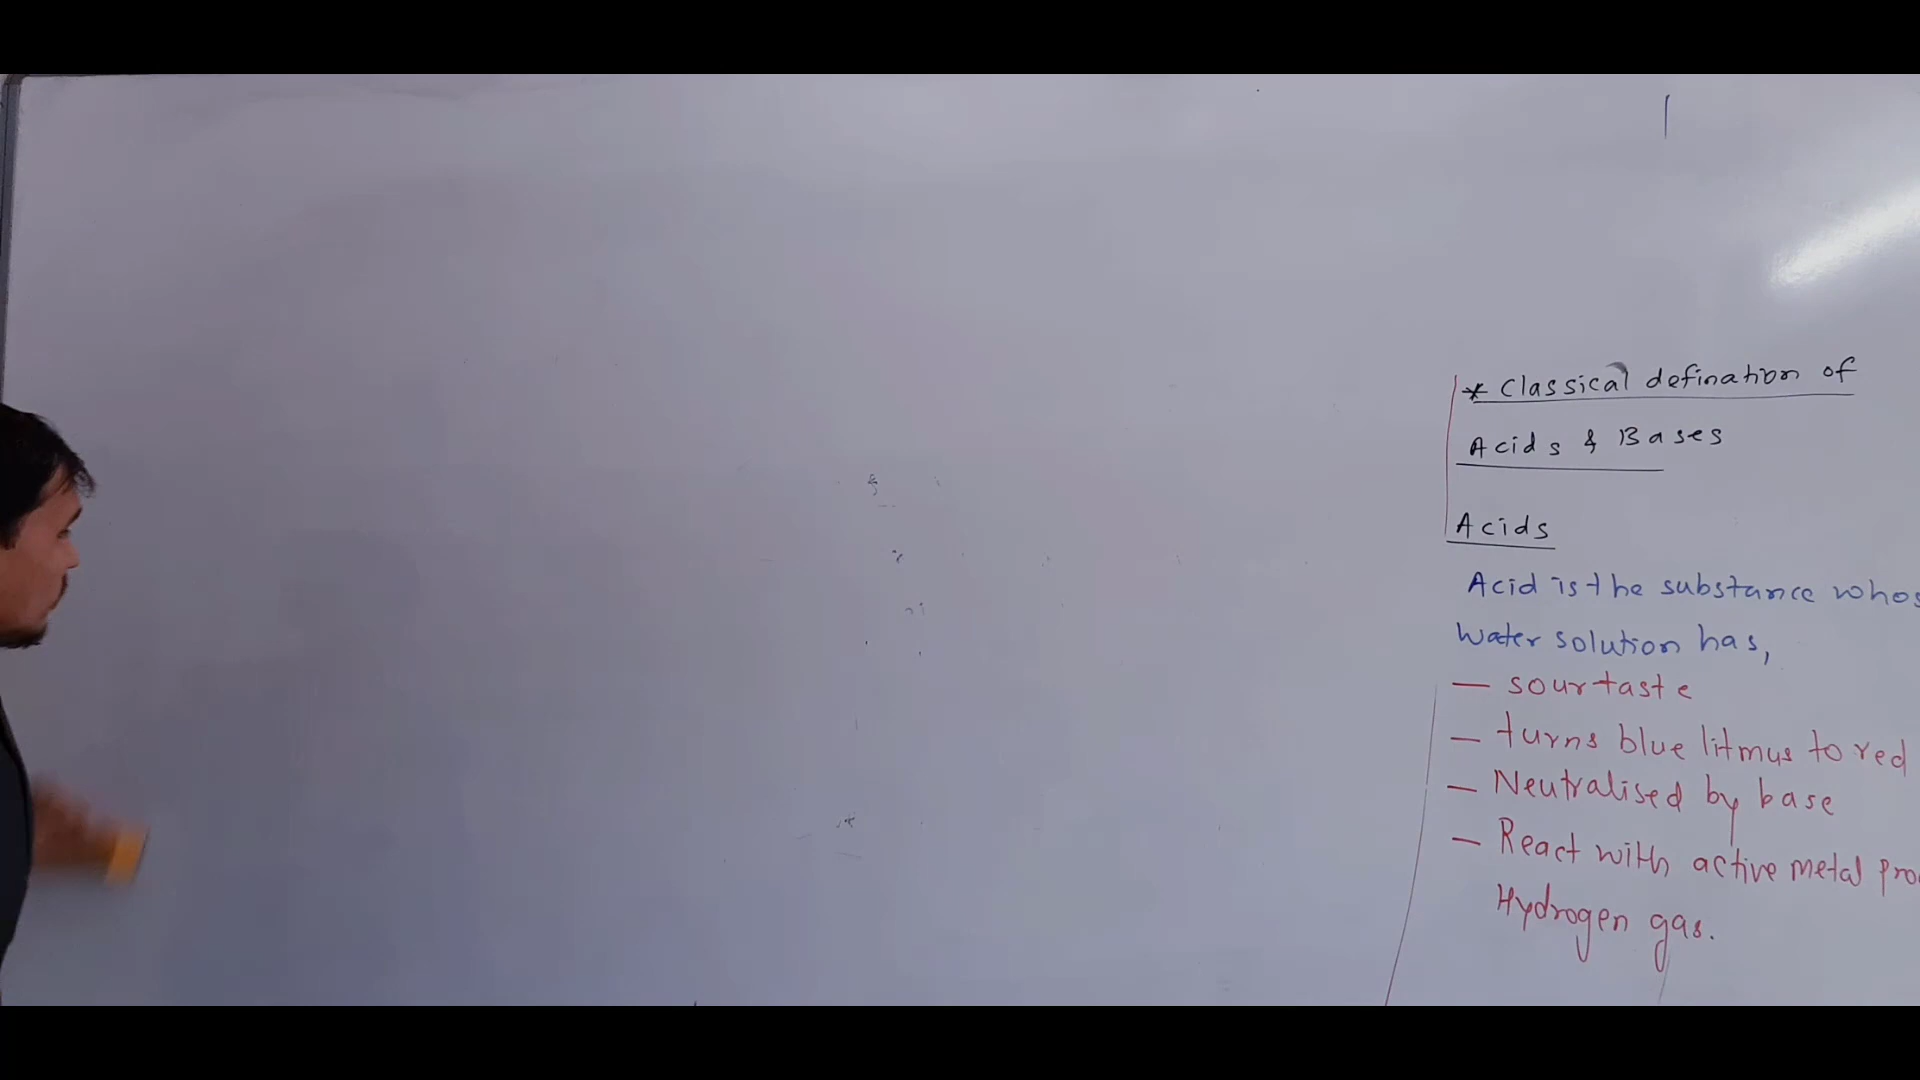 * Classical defination of
Acids & Bases
Acids
Acid is the substance whos
Water solution has,
— sour taste
— turns blue litmus to red
— Neutralised by base
— React with active metal pro
Hydrogen gas.